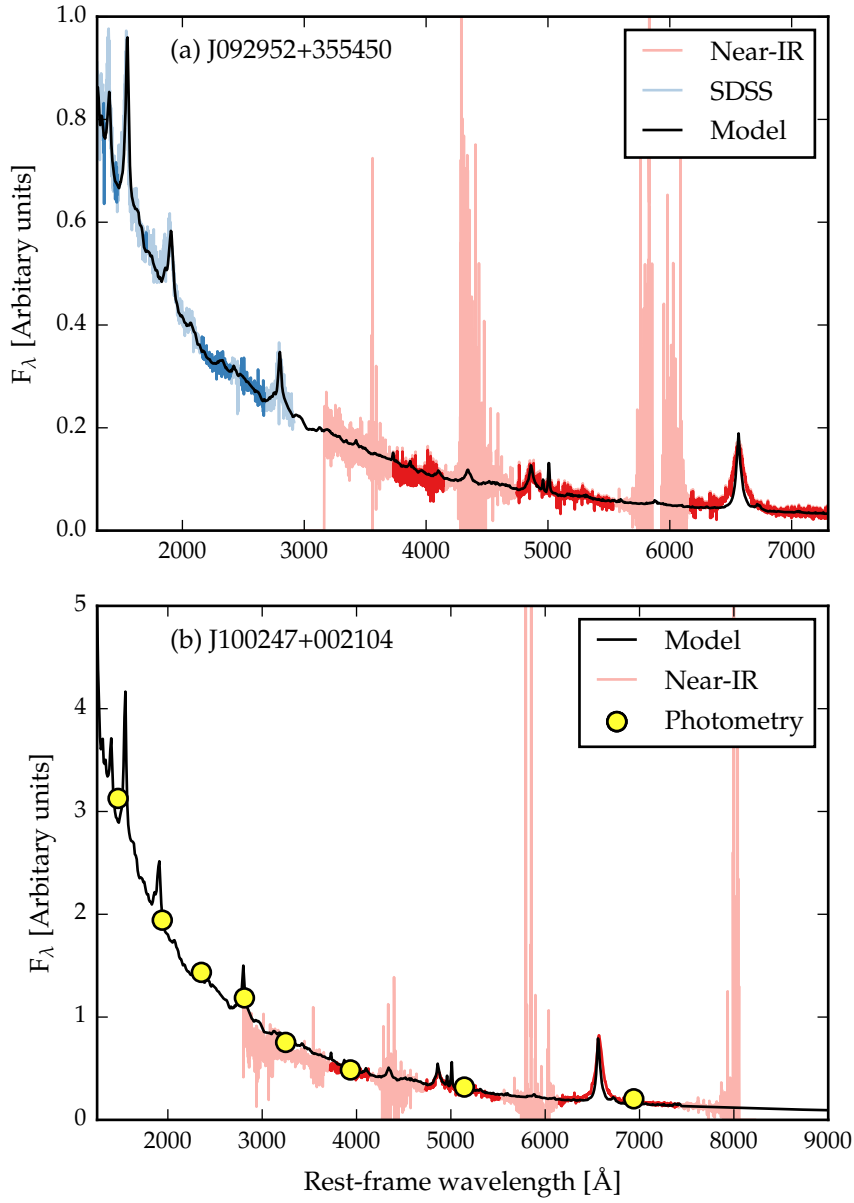 1.0
(a) J092952+355450
Near-IR
SDSS
Model
0.8
0.6
0.4
0.2
0.0
Fλ [Arbitary units]
2000 3000 4000 5000 6000 7000
5
(b) J100247+002104
Model
Near-IR
Photometry
4
3
2
1
0
Fλ [Arbitary units]
2000 3000 4000 5000 6000 7000 8000 9000
Rest-frame wavelength [Å]